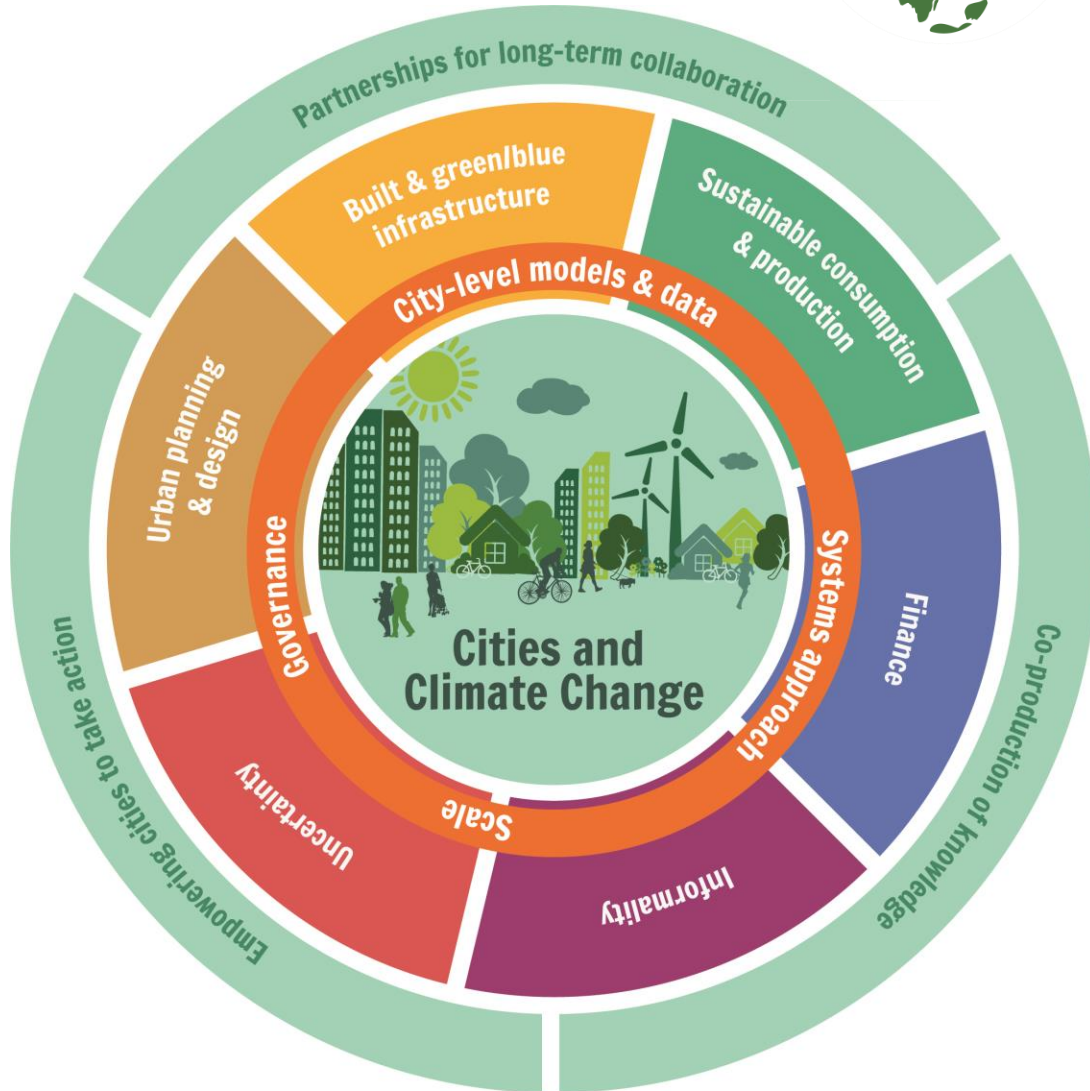 Partnerships for long-term collaboration
Built & green/blue
infrastructure
Sustainable consumption
& production
City-level models & data
Urban planning
& design
Governance
Systems approach
Finance
Cities and
Climate Change
Scale
Uncertainty
Informality
Empowering cities to take action
Co-production of knowledge